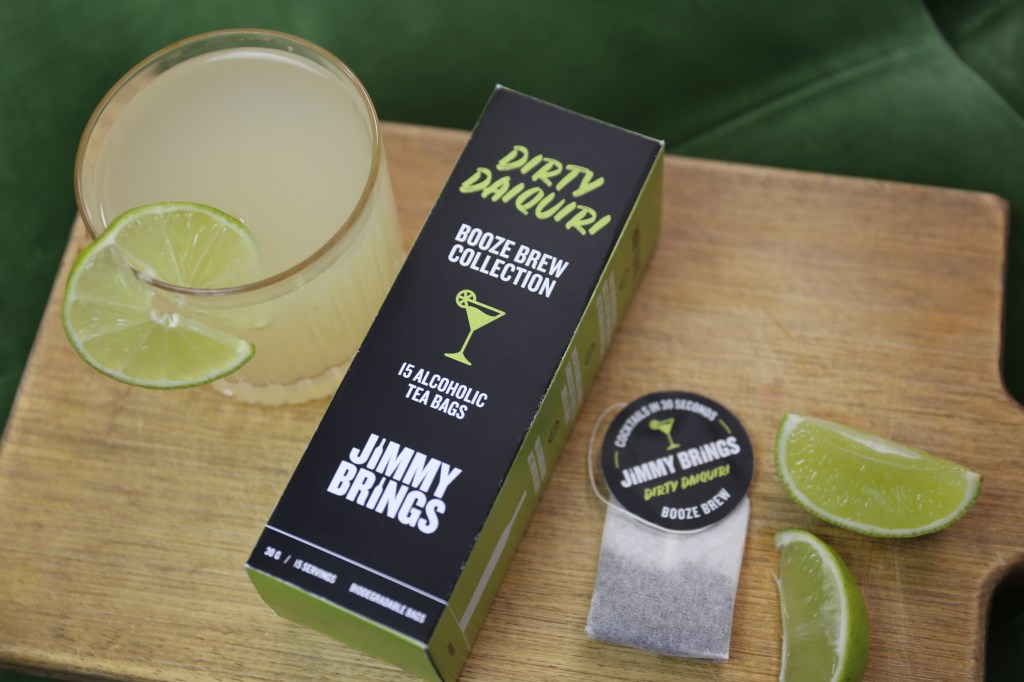 DIRTY
DAIQUIRI
BOOZE BREW
COLLECTION
15 ALCOHOLIC
TEA BAGS
JIMMY
BRINGS
30 G / 15 SERVINGS BIODEGRADABLE BAGS
COCKTAILS IN 30 SECONDS
JIMMY BRINGS
DIRTY DAIQUIRI
BOOZE BREW